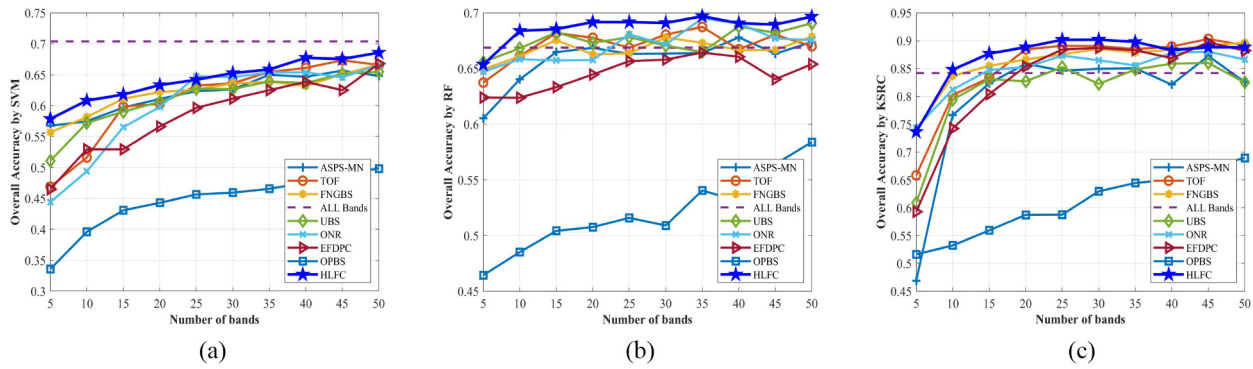 Overall Accuracy by SVM
0.75
0.7
0.65
0.6
0.55
0.5
0.45
0.4
0.35
0.3
5 10 15 20 25 30 35 40 45 50
Number of bands
ASPS-MN
TOF
FNGBS
ALL Bands
UBS
ONR
EFDPC
OPBS
HLFC
(a)
Overall Accuracy by RF
0.7
0.65
0.6
0.55
0.5
0.45
5 10 15 20 25 30 35 40 45 50
Number of bands
ASPS-MN
TOF
FNGBS
ALL Bands
UBS
ONR
EFDPC
OPBS
HLFC
(b)
Overall Accuracy by KSRC
0.95
0.9
0.85
0.8
0.75
0.7
0.65
0.6
0.55
0.5
0.45
5 10 15 20 25 30 35 40 45 50
Number of bands
ASPS-MN
TOF
FNGBS
ALL Bands
UBS
ONR
EFDPC
OPBS
HLFC
(c)